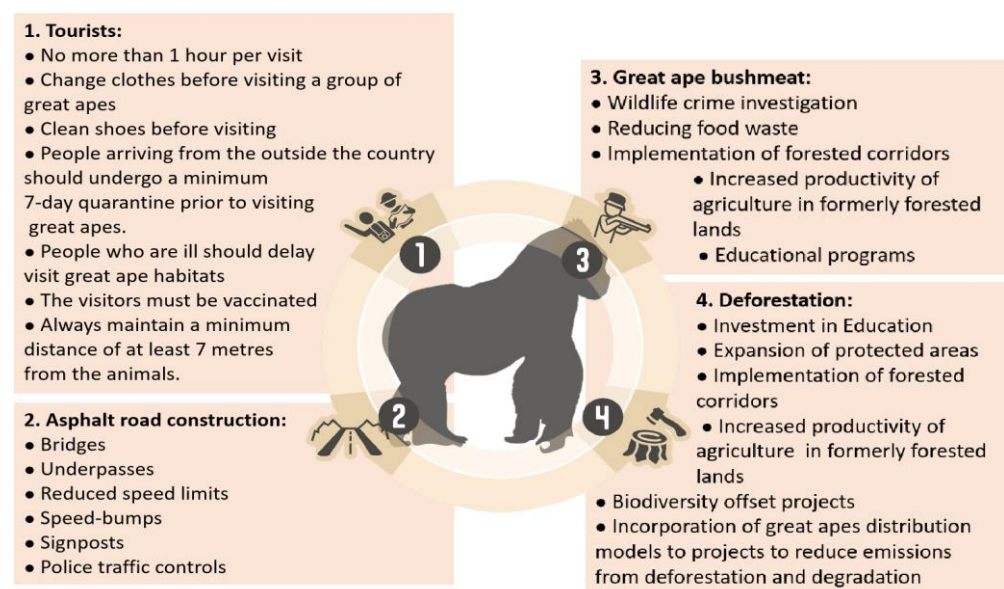 1. Tourists:
● No more than 1 hour per visit
● Change clothes before visiting a group of
great apes
● Clean shoes before visiting
● People arriving from the outside the country
should undergo a minimum
7-day quarantine prior to visiting
great apes.
● People who are ill should delay
visit great ape habitats
● The visitors must be vaccinated
● Always maintain a minimum
distance of at least 7 metres
from the animals.
2. Asphalt road construction:
● Bridges
● Underpasses
● Reduced speed limits
● Speed-bumps
● Signposts
● Police traffic controls
1
2
3
4
3. Great ape bushmeat:
● Wildlife crime investigation
● Reducing food waste
● Implementation of forested corridors
● Increased productivity of
agriculture in formerly forested
lands
● Educational programs
4. Deforestation:
● Investment in Education
● Expansion of protected areas
● Implementation of forested
corridors
● Increased productivity of
agriculture in formerly forested
lands
● Biodiversity offset projects
● Incorporation of great apes distribution
models to projects to reduce emissions
from deforestation and degradation